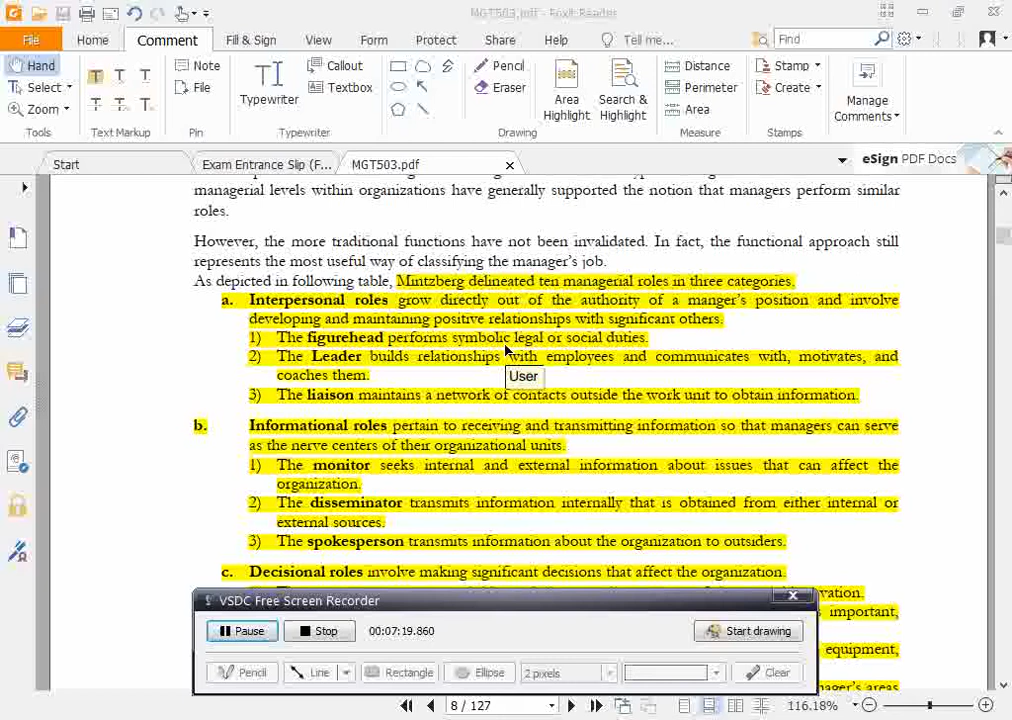 MGT503.pdf - Foxit Reader
File Home Comment Fill & Sign View Form Protect Share Help Tell me... Find
Hand Note Callout Pencil Distance Stamp
Select File Typewriter Textbox Eraser Area Highlight Search & Highlight Perimeter Create Manage Comments
Zoom Area
Tools Text Markup Pin Typewriter Drawing Measure Stamps
Start Exam Entrance Slip (F... MGT503.pdf eSign PDF Docs
managerial levels within organizations have generally supported the notion that managers perform similar
roles.
However, the more traditional functions have not been invalidated. In fact, the functional approach still
represents the most useful way of classifying the manager's job.
As depicted in following table, Mintzberg delineated ten managerial roles in three categories.
a. Interpersonal roles grow directly out of the authority of a manger's position and involve
developing and maintaining positive relationships with significant others.
1) The figurehead performs symbolic legal or social duties.
2) The Leader builds relationships with employees and communicates with, motivates, and
coaches them.
User
3) The liaison maintains a network of contacts outside the work unit to obtain information.
b. Informational roles pertain to receiving and transmitting information so that managers can serve
as the nerve centers of their organizational units.
1) The monitor seeks internal and external information about issues that can affect the
organization.
2) The disseminator transmits information internally that is obtained from either internal or
external sources.
3) The spokesperson transmits information about the organization to outsiders.
c. Decisional roles involve making significant decisions that affect the organization.
VSDC Free Screen Recorder
important,
Pause Stop 00:07:19.860 Start drawing
equipment,
Pencil Line Rectangle Ellipse 2 pixels Clear
areas
8 / 127 116.18%